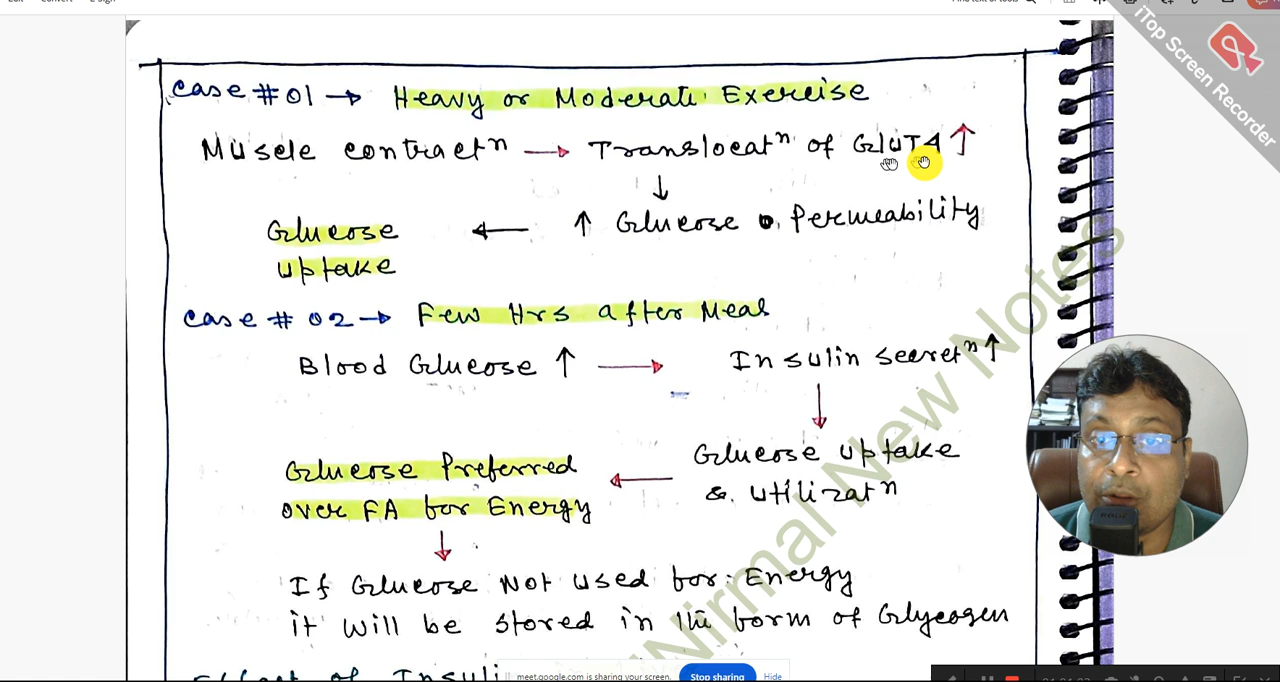 Case # 01 → Heavy or Moderate Exercise
Muscle contractⁿ → Translocatⁿ of GLUT4 ↑
↓
Glucose uptake ← ↑ Glucose Permeability
Case # 02 → Few Hrs after Meal
Blood Glucose ↑ → Insulin secretⁿ ↑
↓
Glucose Preferred over FA for Energy ← Glucose uptake & utilizatⁿ
↓
If Glucose Not used for Energy
it will be stored in the form of Glycogen
Nirmal New Notes
iTop Screen Recorder
meet.google.com is sharing your screen.
Stop sharing
Hide